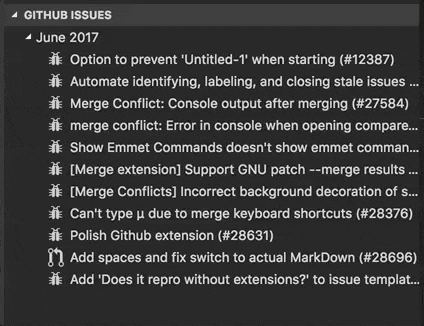 GITHUB ISSUES
June 2017
Option to prevent 'Untitled-1' when starting (#12387)
Automate identifying, labeling, and closing stale issues ...
Merge Conflict: Console output after merging (#27584)
merge conflict: Error in console when opening compare...
Show Emmet Commands doesn't show emmet comman...
[Merge extension] Support GNU patch --merge results ...
[Merge Conflicts] Incorrect background decoration of s...
Can't type µ due to merge keyboard shortcuts (#28376)
Polish Github extension (#28631)
Add spaces and fix switch to actual MarkDown (#28696)
Add 'Does it repro without extensions?' to issue templat...